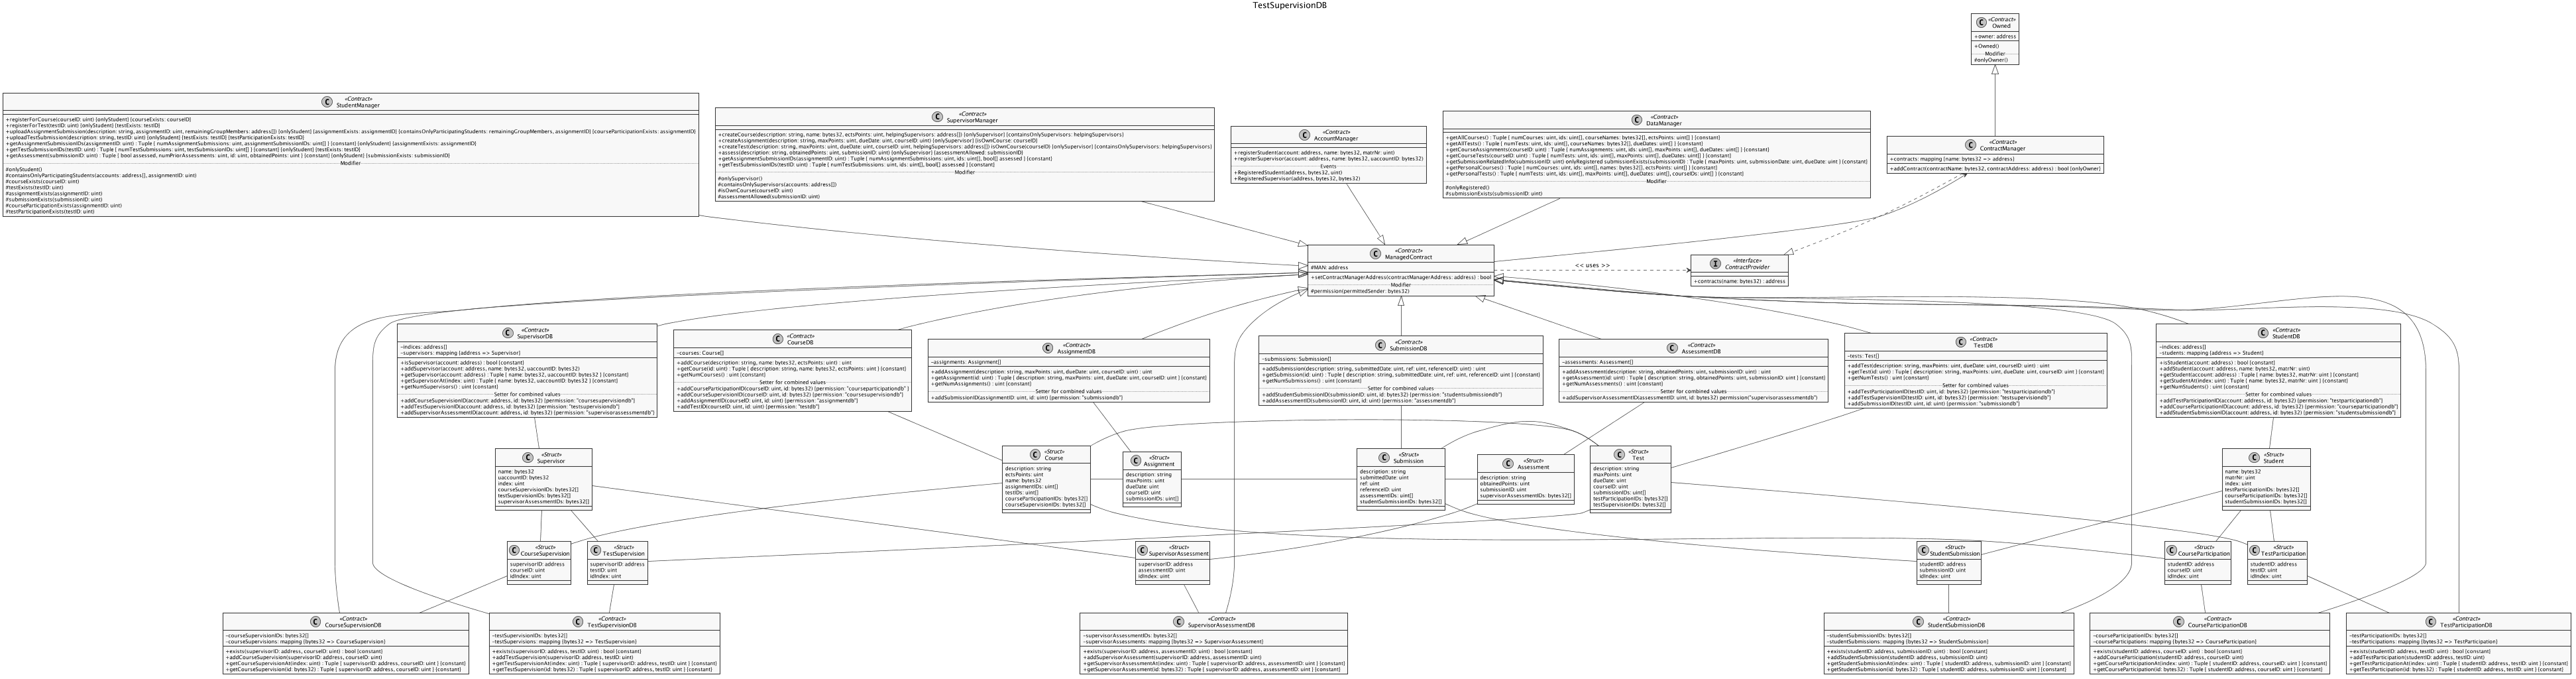 TestSupervisionDB
«Contract»
Owned
+owner: address
+Owned()
Modifier
#onlyOwner()
«Contract»
StudentManager
+registerForCourse(courseID: uint) {onlyStudent} {courseExists: courseID}
+registerForTest(testID: uint) {onlyStudent} {testExists: testID}
+uploadAssignmentSubmission(description: string, assignmentID: uint, remainingGroupMembers: address[]) {onlyStudent} {assignmentExists: assignmentID} {containsOnlyParticipatingStudents: remainingGroupMembers, assignmentID} {courseParticipationExists: assignmentID}
+uploadTestSubmission(description: string, testID: uint) {onlyStudent} {testExists: testID} {testParticipationExists: testID}
+getAssignmentSubmissionIDs(assignmentID: uint) : Tuple { numAssignmentSubmissions: uint, assignmentSubmissionIDs: uint[] } {constant} {onlyStudent} {assignmentExists: assignmentID}
+getTestSubmissionIDs(testID: uint) : Tuple { numTestSubmissions: uint, testSubmissionIDs: uint[] } {constant} {onlyStudent} {testExists: testID}
+getAssessment(submissionID: uint) : Tuple { bool assessed, numPriorAssessments: uint, id: uint, obtainedPoints: uint } {constant} {onlyStudent} {submissionExists: submissionID}
Modifier
#onlyStudent()
#containsOnlyParticipatingStudents(accounts: address[], assignmentID: uint)
#courseExists(courseID: uint)
#testExists(testID: uint)
#assignmentExists(assignmentID: uint)
#submissionExists(submissionID: uint)
#courseParticipationExists(assignmentID: uint)
#testParticipationExists(testID: uint)
«Contract»
SupervisorManager
+createCourse(description: string, name: bytes32, ectsPoints: uint, helpingSupervisors: address[]) {onlySupervisor} {containsOnlySupervisors: helpingSupervisors}
+createAssignment(description: string, maxPoints: uint, dueDate: uint, courseID: uint) {onlySupervisor} {isOwnCourse: courseID}
+createTest(description: string, maxPoints: uint, dueDate: uint, courseID: uint, helpingSupervisors: address[]) {isOwnCourse(courseID)} {onlySupervisor} {containsOnlySupervisors: helpingSupervisors}
+assess(description: string, obtainedPoints: uint, submissionID: uint) {onlySupervisor} {assessmentAllowed: submissionID}
+getAssignmentSubmissionIDs(assignmentID: uint) : Tuple { numAssignmentSubmissions: uint, ids: uint[], bool[] assessed } {constant}
+getTestSubmissionIDs(testID: uint) : Tuple { numTestSubmissions: uint, ids: uint[], bool[] assessed } {constant}
Modifier
#onlySupervisor()
#containsOnlySupervisors(accounts: address[])
#isOwnCourse(courseID: uint)
#assessmentAllowed(submissionID: uint)
«Contract»
AccountManager
+registerStudent(account: address, name: bytes32, matrNr: uint)
+registerSupervisor(account: address, name: bytes32, uaccountID: bytes32)
Events
+RegisteredStudent(address, bytes32, uint)
+RegisteredSupervisor(address, bytes32, bytes32)
«Contract»
DataManager
+getAllCourses() : Tuple { numCourses: uint, ids: uint[], courseNames: bytes32[], ectsPoints: uint[] } {constant}
+getAllTests() : Tuple { numTests: uint, ids: uint[], courseNames: bytes32[], dueDates: uint[] } {constant}
+getCourseAssignments(courseID: uint) : Tuple { numAssignments: uint, ids: uint[], maxPoints: uint[], dueDates: uint[] } {constant}
+getCourseTests(courseID: uint) : Tuple { numTests: uint, ids: uint[], maxPoints: uint[], dueDates: uint[] } {constant}
+getSubmissionRelatedInfo(submissionID: uint) onlyRegistered submissionExists(submissionID) : Tuple { maxPoints: uint, submissionDate: uint, dueDate: uint } {constant}
+getPersonalCourses() : Tuple { numCourses: uint, ids: uint[], names: bytes32[], ectsPoints: uint[] } {constant}
+getPersonalTests() : Tuple { numTests: uint, ids: uint[], maxPoints: uint[], dueDates: uint[], courseIDs: uint[] } {constant}
Modifier
#onlyRegistered()
#submissionExists(submissionID: uint)
«Contract»
ContractManager
+contracts: mapping {name: bytes32 => address}
+addContract(contractName: bytes32, contractAddress: address) : bool {onlyOwner}
«Contract»
ManagedContract
#MAN: address
+setContractManagerAddress(contractManagerAddress: address) : bool
Modifier
#permission(permittedSender: bytes32)
<< uses >>
«Interface»
ContractProvider
+contracts(name: bytes32) : address
«Contract»
SupervisorDB
-indices: address[]
-supervisors: mapping {address => Supervisor}
+isSupervisor(account: address) : bool {constant}
+addSupervisor(account: address, name: bytes32, uaccountID: bytes32)
+getSupervisor(account: address) : Tuple { name: bytes32, uaccountID: bytes32 } {constant}
+getSupervisorAt(index: uint) : Tuple { name: bytes32, uaccountID: bytes32 } {constant}
+getNumSupervisors() : uint {constant}
Setter for combined values
+addCourseSupervisionID(account: address, id: bytes32) {permission: "coursesupervisiondb"}
+addTestSupervisionID(account: address, id: bytes32) {permission: "testsupervisiondb"}
+addSupervisorAssessmentID(account: address, id: bytes32) {permission: "supervisorassessmentdb"}
«Contract»
CourseDB
-courses: Course[]
+addCourse(description: string, name: bytes32, ectsPoints: uint) : uint
+getCourse(id: uint) : Tuple { description: string, name: bytes32, ectsPoints: uint } {constant}
+getNumCourses() : uint {constant}
Setter for combined values
+addCourseParticipationID(courseID: uint, id: bytes32) {permission: "courseparticipationdb" }
+addCourseSupervisionID(courseID: uint, id: bytes32) {permission: "coursesupervisiondb"}
+addAssignmentID(courseID: uint, id: uint) {permission: "assignmentdb"}
+addTestID(courseID: uint, id: uint) {permission: "testdb"}
«Contract»
AssignmentDB
-assignments: Assignment[]
+addAssignment(description: string, maxPoints: uint, dueDate: uint, courseID: uint) : uint
+getAssignment(id: uint) : Tuple { description: string, maxPoints: uint, dueDate: uint, courseID: uint } {constant}
+getNumAssignments() : uint {constant}
Setter for combined values
+addSubmissionID(assignmentID: uint, id: uint) {permission: "submissiondb"}
«Contract»
SubmissionDB
-submissions: Submission[]
+addSubmission(description: string, submittedDate: uint, ref: uint, referenceID: uint) : uint
+getSubmission(id: uint) : Tuple { description: string, submittedDate: uint, ref: uint, referenceID: uint } {constant}
+getNumSubmissions() : uint {constant}
Setter for combined values
+addStudentSubmissionID(submissionID: uint, id: bytes32) {permission: "studentsubmissiondb"}
+addAssessmentID(submissionID: uint, id: uint) {permission: "assessmentdb"}
«Contract»
AssessmentDB
-assessments: Assessment[]
+addAssessment(description: string, obtainedPoints: uint, submissionID: uint) : uint
+getAssessment(id: uint) : Tuple { description: string, obtainedPoints: uint, submissionID: uint } {constant}
+getNumAssessments() : uint {constant}
Setter for combined values
+addSupervisorAssessmentID(assessmentID: uint, id: bytes32) permission("supervisorassessmentdb")
«Contract»
TestDB
-tests: Test[]
+addTest(description: string, maxPoints: uint, dueDate: uint, courseID: uint) : uint
+getTest(id: uint) : Tuple { description: string, maxPoints: uint, dueDate: uint, courseID: uint } {constant}
+getNumTests() : uint {constant}
Setter for combined values
+addTestParticipationID(testID: uint, id: bytes32) {permission: "testparticipationdb"}
+addTestSupervisionID(testID: uint, id: bytes32) {permission: "testsupervisiondb"}
+addSubmissionID(testID: uint, id: uint) {permission: "submissiondb"}
«Contract»
StudentDB
-indices: address[]
-students: mapping {address => Student}
+isStudent(account: address) : bool {constant}
+addStudent(account: address, name: bytes32, matrNr: uint)
+getStudent(account: address) : Tuple { name: bytes32, matrNr: uint } {constant}
+getStudentAt(index: uint) : Tuple { name: bytes32, matrNr: uint } {constant}
+getNumStudents() : uint {constant}
Setter for combined values
+addTestParticipationID(account: address, id: bytes32) {permission: "testparticipationdb"}
+addCourseParticipationID(account: address, id: bytes32) {permission: "courseparticipationdb"}
+addStudentSubmissionID(account: address, id: bytes32) {permission: "studentsubmissiondb"}
«Struct»
Supervisor
name: bytes32
uaccountID: bytes32
index: uint
courseSupervisionIDs: bytes32[]
testSupervisionIDs: bytes32[]
supervisorAssessmentIDs: bytes32[]
«Struct»
Course
description: string
ectsPoints: uint
name: bytes32
assignmentIDs: uint[]
testIDs: uint[]
courseParticipationIDs: bytes32[]
courseSupervisionIDs: bytes32[]
«Struct»
Assignment
description: string
maxPoints: uint
dueDate: uint
courseID: uint
submissionIDs: uint[]
«Struct»
Submission
description: string
submittedDate: uint
ref: uint
referenceID: uint
assessmentIDs: uint[]
studentSubmissionIDs: bytes32[]
«Struct»
Assessment
description: string
obtainedPoints: uint
submissionID: uint
supervisorAssessmentIDs: bytes32[]
«Struct»
Test
description: string
maxPoints: uint
dueDate: uint
courseID: uint
submissionIDs: uint[]
testParticipationIDs: bytes32[]
testSupervisionIDs: bytes32[]
«Struct»
Student
name: bytes32
matrNr: uint
index: uint
testParticipationIDs: bytes32[]
courseParticipationIDs: bytes32[]
studentSubmissionIDs: bytes32[]
«Struct»
CourseSupervision
supervisorID: address
courseID: uint
idIndex: uint
«Struct»
TestSupervision
supervisorID: address
testID: uint
idIndex: uint
«Struct»
SupervisorAssessment
supervisorID: address
assessmentID: uint
idIndex: uint
«Struct»
StudentSubmission
studentID: address
submissionID: uint
idIndex: uint
«Struct»
CourseParticipation
studentID: address
courseID: uint
idIndex: uint
«Struct»
TestParticipation
studentID: address
testID: uint
idIndex: uint
«Contract»
CourseSupervisionDB
-courseSupervisionIDs: bytes32[]
-courseSupervisions: mapping {bytes32 => CourseSupervision}
+exists(supervisorID: address, courseID: uint) : bool {constant}
+addCourseSupervision(supervisorID: address, courseID: uint)
+getCourseSupervisionAt(index: uint) : Tuple { supervisorID: address, courseID: uint } {constant}
+getCourseSupervision(id: bytes32) : Tuple { supervisorID: address, courseID: uint } {constant}
«Contract»
TestSupervisionDB
-testSupervisionIDs: bytes32[]
-testSupervisions: mapping {bytes32 => TestSupervision}
+exists(supervisorID: address, testID: uint) : bool {constant}
+addTestSupervision(supervisorID: address, testID: uint)
+getTestSupervisionAt(index: uint) : Tuple { supervisorID: address, testID: uint } {constant}
+getTestSupervision(id: bytes32) : Tuple { supervisorID: address, testID: uint } {constant}
«Contract»
SupervisorAssessmentDB
-supervisorAssessmentIDs: bytes32[]
-supervisorAssessments: mapping {bytes32 => SupervisorAssessment}
+exists(supervisorID: address, assessmentID: uint) : bool {constant}
+addSupervisorAssessment(supervisorID: address, assessmentID: uint)
+getSupervisorAssessmentAt(index: uint) : Tuple { supervisorID: address, assessmentID: uint } {constant}
+getSupervisorAssessment(id: bytes32) : Tuple { supervisorID: address, assessmentID: uint } {constant}
«Contract»
StudentSubmissionDB
-studentSubmissionIDs: bytes32[]
-studentSubmissions: mapping {bytes32 => StudentSubmission}
+exists(studentID: address, submissionID: uint) : bool {constant}
+addStudentSubmission(studentID: address, submissionID: uint)
+getStudentSubmissionAt(index: uint) : Tuple { studentID: address, submissionID: uint } {constant}
+getStudentSubmission(id: bytes32) : Tuple { studentID: address, submissionID: uint } {constant}
«Contract»
CourseParticipationDB
-courseParticipationIDs: bytes32[]
-courseParticipations: mapping {bytes32 => CourseParticipation}
+exists(studentID: address, courseID: uint) : bool {constant}
+addCourseParticipation(studentID: address, courseID: uint)
+getCourseParticipationAt(index: uint) : Tuple { studentID: address, courseID: uint } {constant}
+getCourseParticipation(id: bytes32) : Tuple { studentID: address, courseID: uint } {constant}
«Contract»
TestParticipationDB
-testParticipationIDs: bytes32[]
-testParticipations: mapping {bytes32 => TestParticipation}
+exists(studentID: address, testID: uint) : bool {constant}
+addTestParticipation(studentID: address, testID: uint)
+getTestParticipationAt(index: uint) : Tuple { studentID: address, testID: uint } {constant}
+getTestParticipation(id: bytes32) : Tuple { studentID: address, testID: uint } {constant}